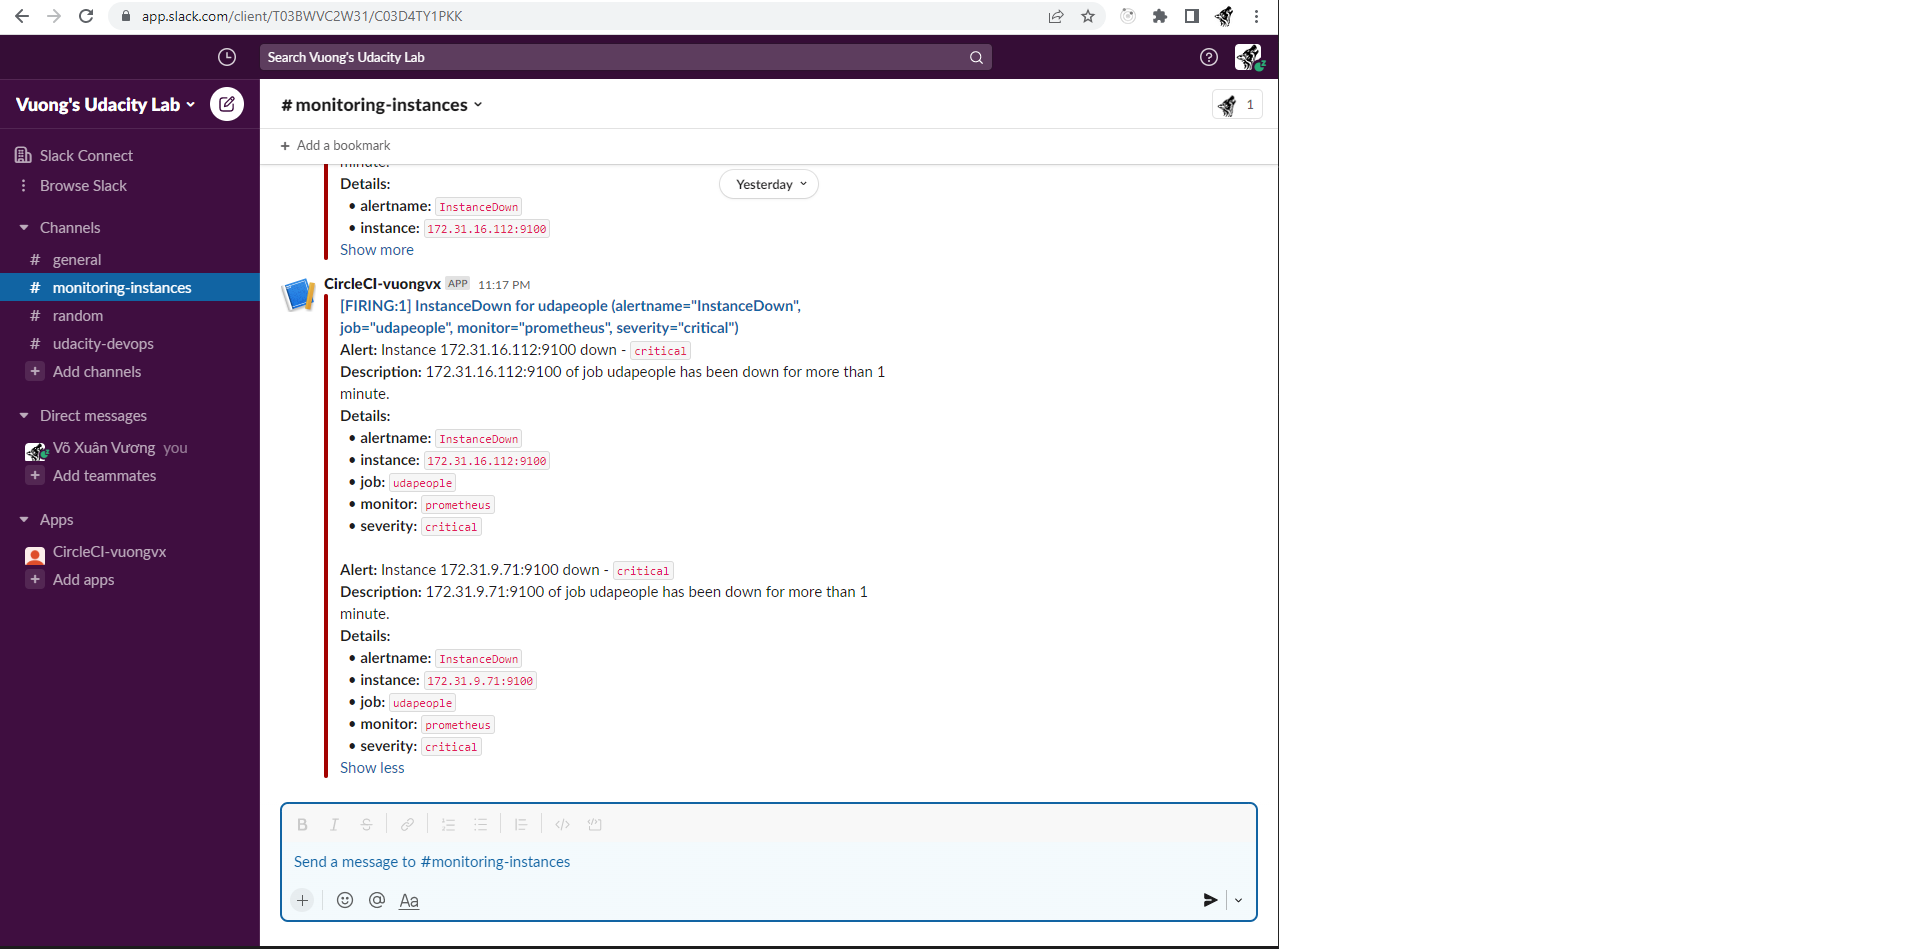 app.slack.com/client/T03BWVC2W31/C03D4TY1PKK
Search Vuong's Udacity Lab
Vuong's Udacity Lab
Slack Connect
Browse Slack
Channels
# general
# monitoring-instances
# random
# udacity-devops
+ Add channels
Direct messages
Võ Xuân Vương you
+ Add teammates
Apps
CircleCI-vuongvx
+ Add apps
# monitoring-instances
1
+ Add a bookmark
minute.
Yesterday
Details:
• alertname: InstanceDown
• instance: 172.31.16.112:9100
Show more
CircleCI-vuongvx APP 11:17 PM
[FIRING:1] InstanceDown for udapeople (alertname="InstanceDown",
job="udapeople", monitor="prometheus", severity="critical")
Alert: Instance 172.31.16.112:9100 down - critical
Description: 172.31.16.112:9100 of job udapeople has been down for more than 1
minute.
Details:
• alertname: InstanceDown
• instance: 172.31.16.112:9100
• job: udapeople
• monitor: prometheus
• severity: critical
Alert: Instance 172.31.9.71:9100 down - critical
Description: 172.31.9.71:9100 of job udapeople has been down for more than 1
minute.
Details:
• alertname: InstanceDown
• instance: 172.31.9.71:9100
• job: udapeople
• monitor: prometheus
• severity: critical
Show less
B I S
Send a message to #monitoring-instances
+ @ Aa